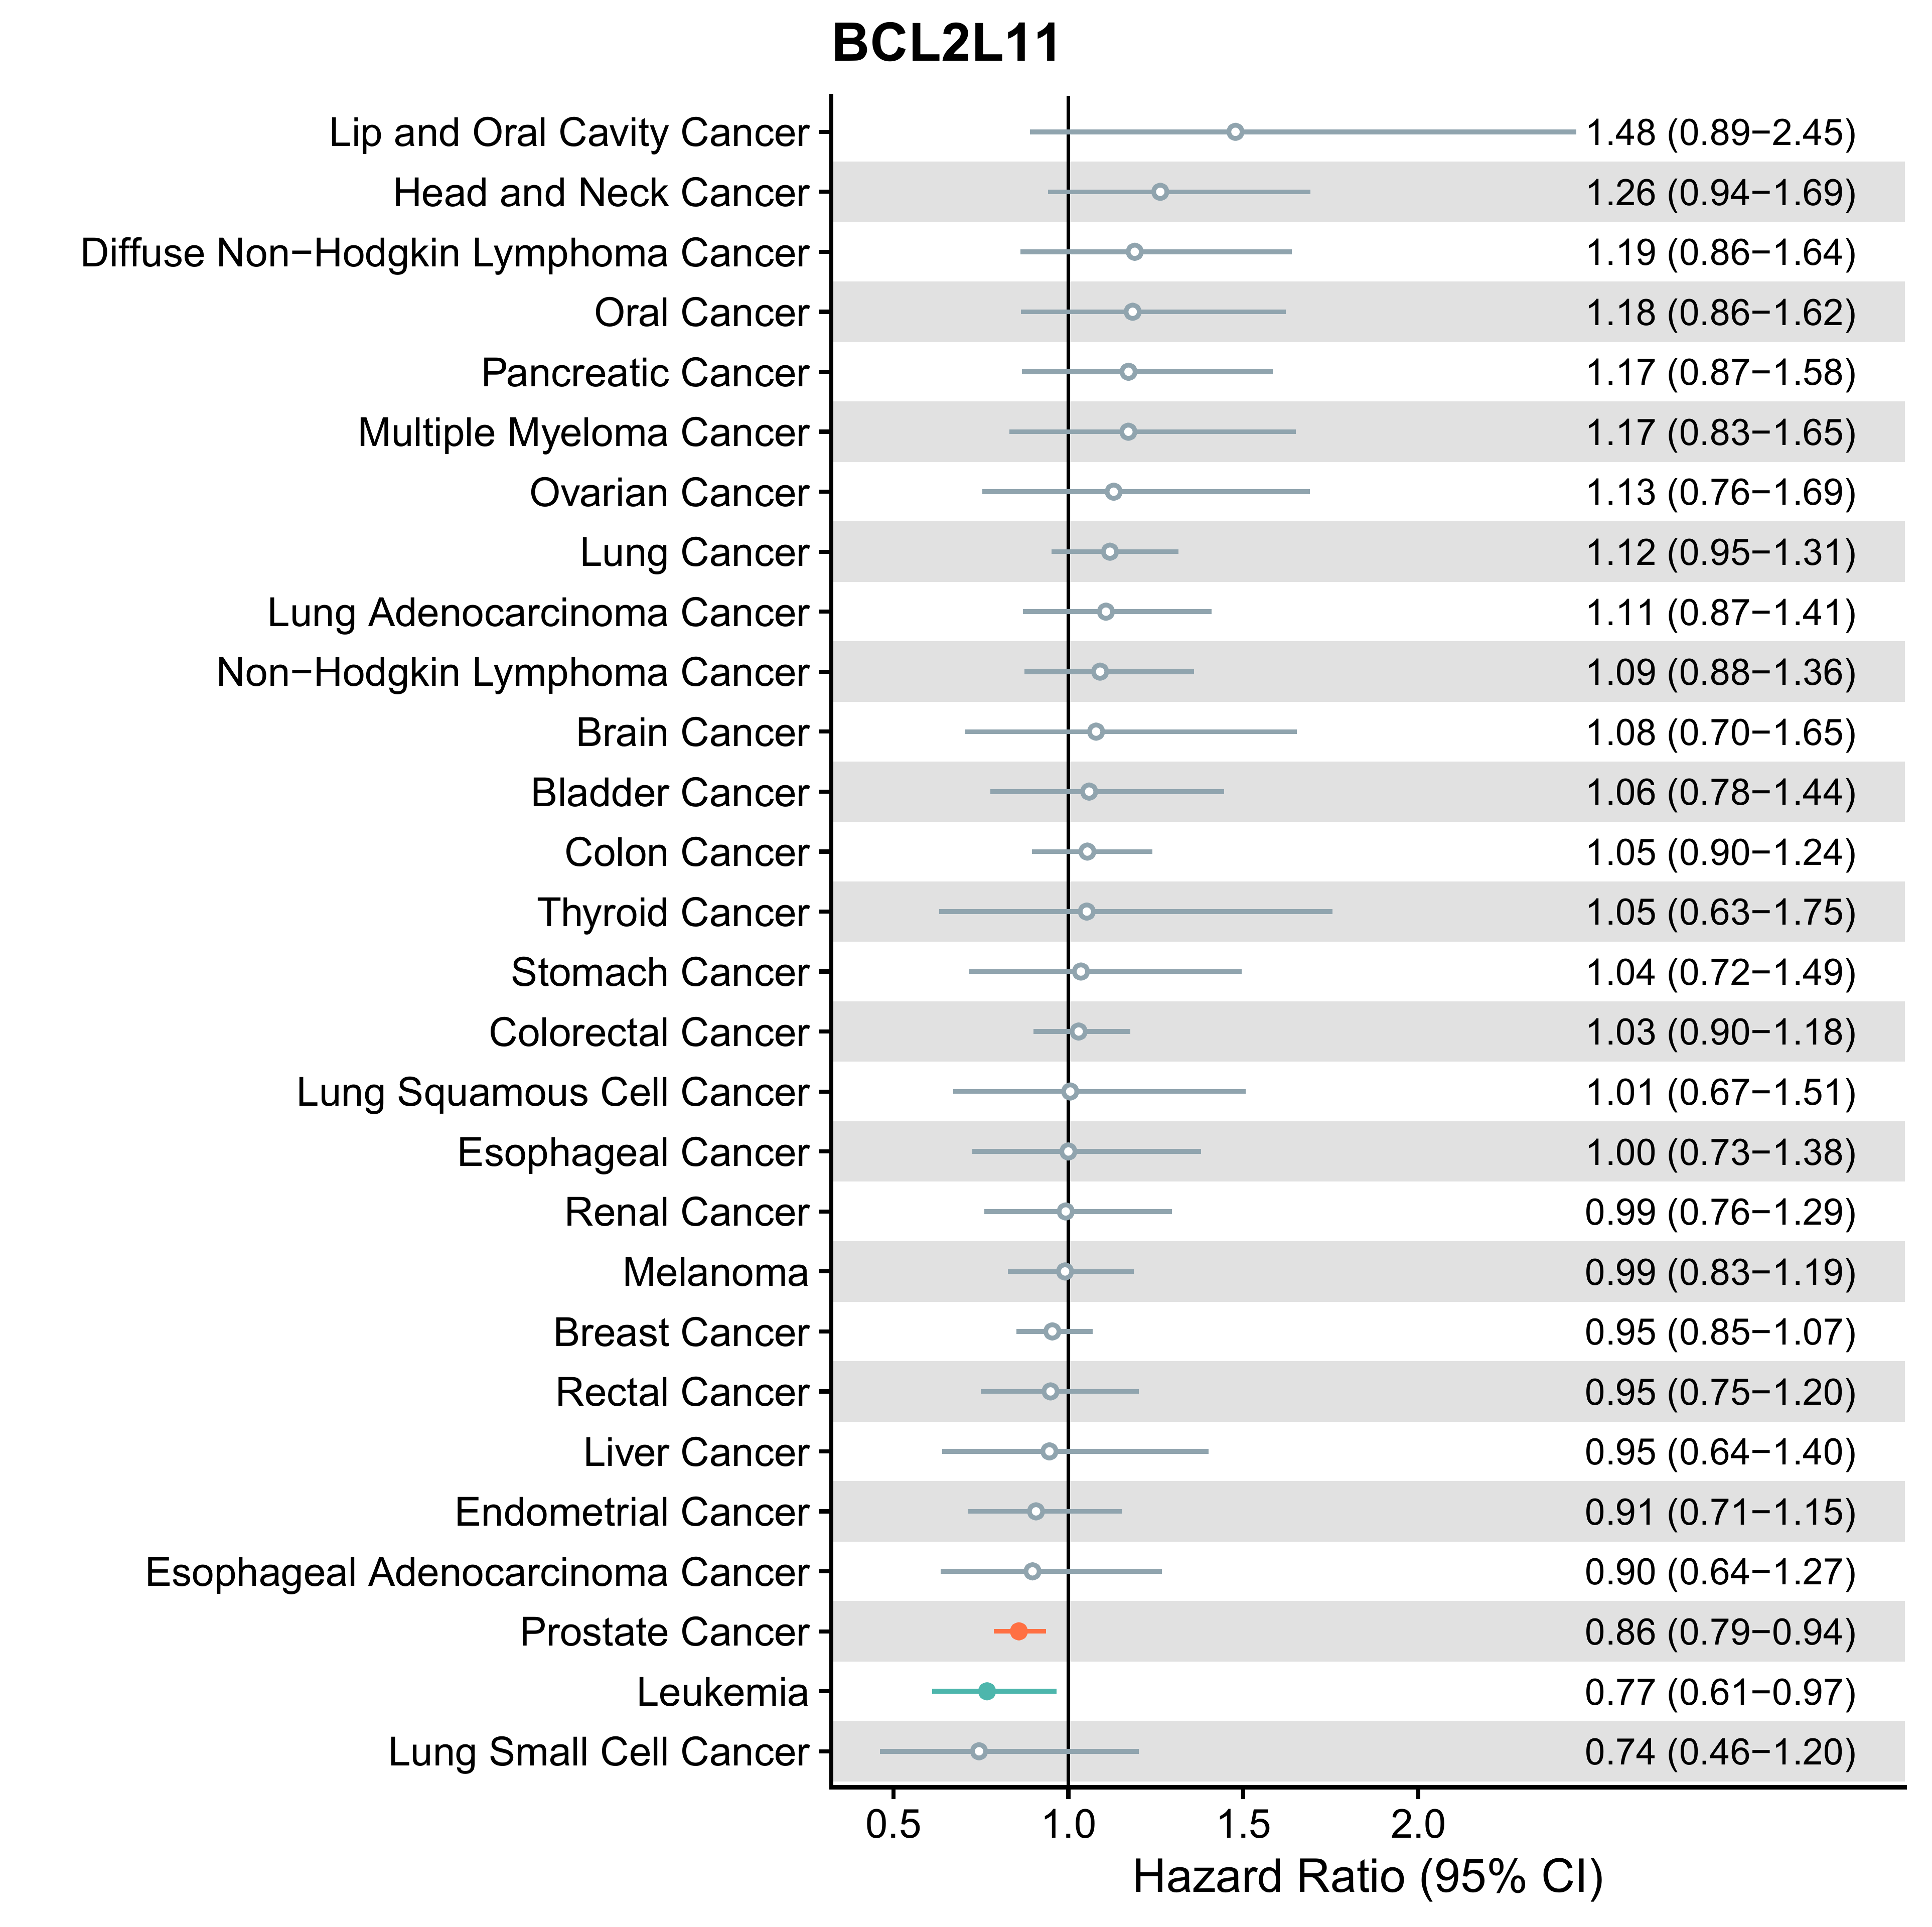 BCL2L11
Lip and Oral Cavity Cancer 1.48 (0.89−2.45)
Head and Neck Cancer 1.26 (0.94−1.69)
Diffuse Non−Hodgkin Lymphoma Cancer 1.19 (0.86−1.64)
Oral Cancer 1.18 (0.86−1.62)
Pancreatic Cancer 1.17 (0.87−1.58)
Multiple Myeloma Cancer 1.17 (0.83−1.65)
Ovarian Cancer 1.13 (0.76−1.69)
Lung Cancer 1.12 (0.95−1.31)
Lung Adenocarcinoma Cancer 1.11 (0.87−1.41)
Non−Hodgkin Lymphoma Cancer 1.09 (0.88−1.36)
Brain Cancer 1.08 (0.70−1.65)
Bladder Cancer 1.06 (0.78−1.44)
Colon Cancer 1.05 (0.90−1.24)
Thyroid Cancer 1.05 (0.63−1.75)
Stomach Cancer 1.04 (0.72−1.49)
Colorectal Cancer 1.03 (0.90−1.18)
Lung Squamous Cell Cancer 1.01 (0.67−1.51)
Esophageal Cancer 1.00 (0.73−1.38)
Renal Cancer 0.99 (0.76−1.29)
Melanoma 0.99 (0.83−1.19)
Breast Cancer 0.95 (0.85−1.07)
Rectal Cancer 0.95 (0.75−1.20)
Liver Cancer 0.95 (0.64−1.40)
Endometrial Cancer 0.91 (0.71−1.15)
Esophageal Adenocarcinoma Cancer 0.90 (0.64−1.27)
Prostate Cancer 0.86 (0.79−0.94)
Leukemia 0.77 (0.61−0.97)
Lung Small Cell Cancer 0.74 (0.46−1.20)
0.5 1.0 1.5 2.0
Hazard Ratio (95% CI)